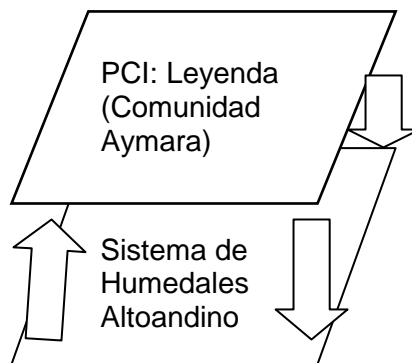 PCI: Leyenda
(Comunidad
Aymara)
Sistema de
Humedales
Altoandino